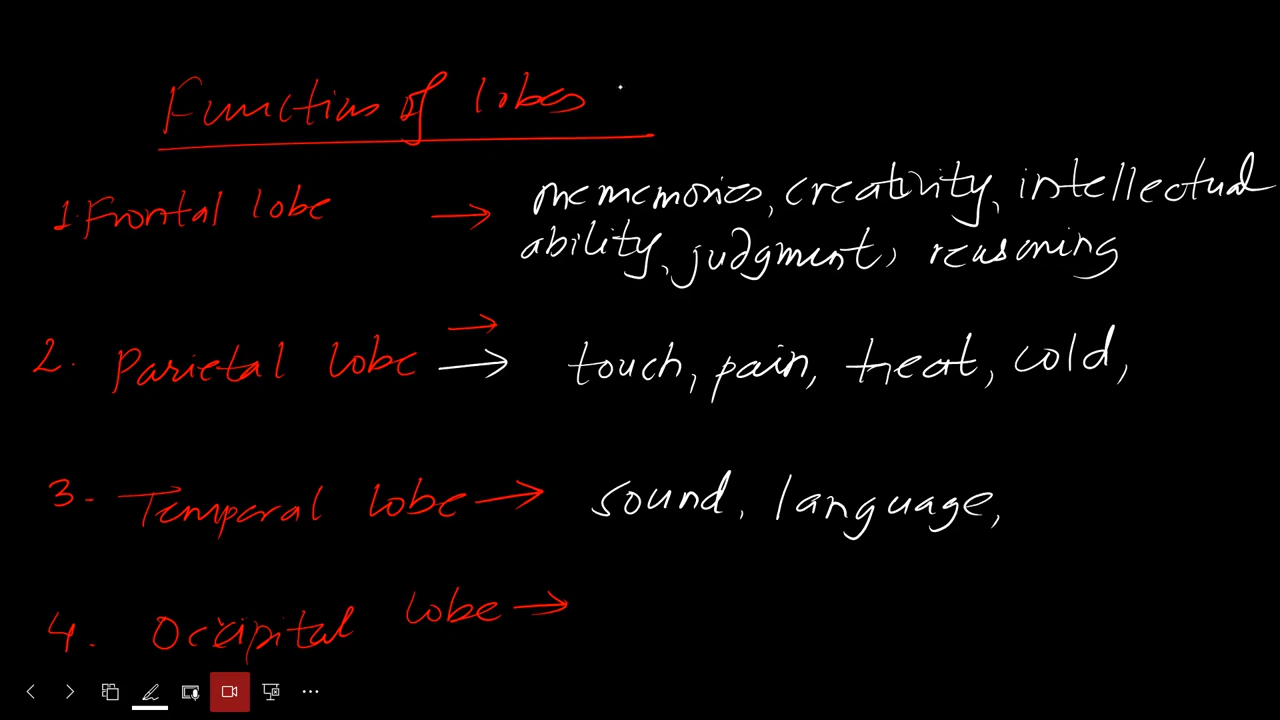 Functions of lobes
1. Frontal lobe → mememories, creativity, intellectual
ability, judgment, reasoning
2. Parietal lobe → touch, pain, heat, cold,
3- Temporal lobe → sound, language,
4. Occipital lobe →